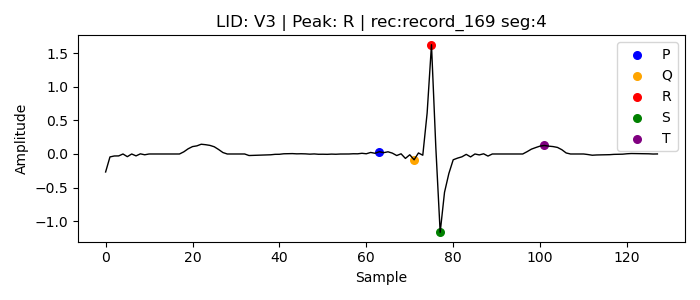 LID: V3 | Peak: R | rec:record_169 seg:4
Amplitude
1.5
1.0
0.5
0.0
−0.5
−1.0
P
Q
R
S
T
0 20 40 60 80 100 120
Sample